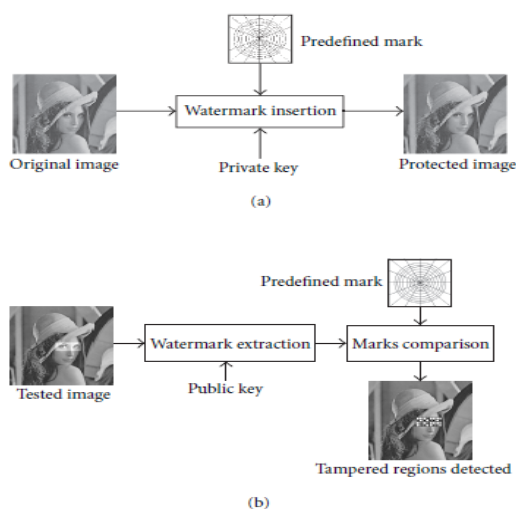 Predefined mark
Watermark insertion
Original image
Private key
Protected image
(a)
Predefined mark
Watermark extraction
Marks comparison
Tested image
Public key
Tampered regions detected
(b)